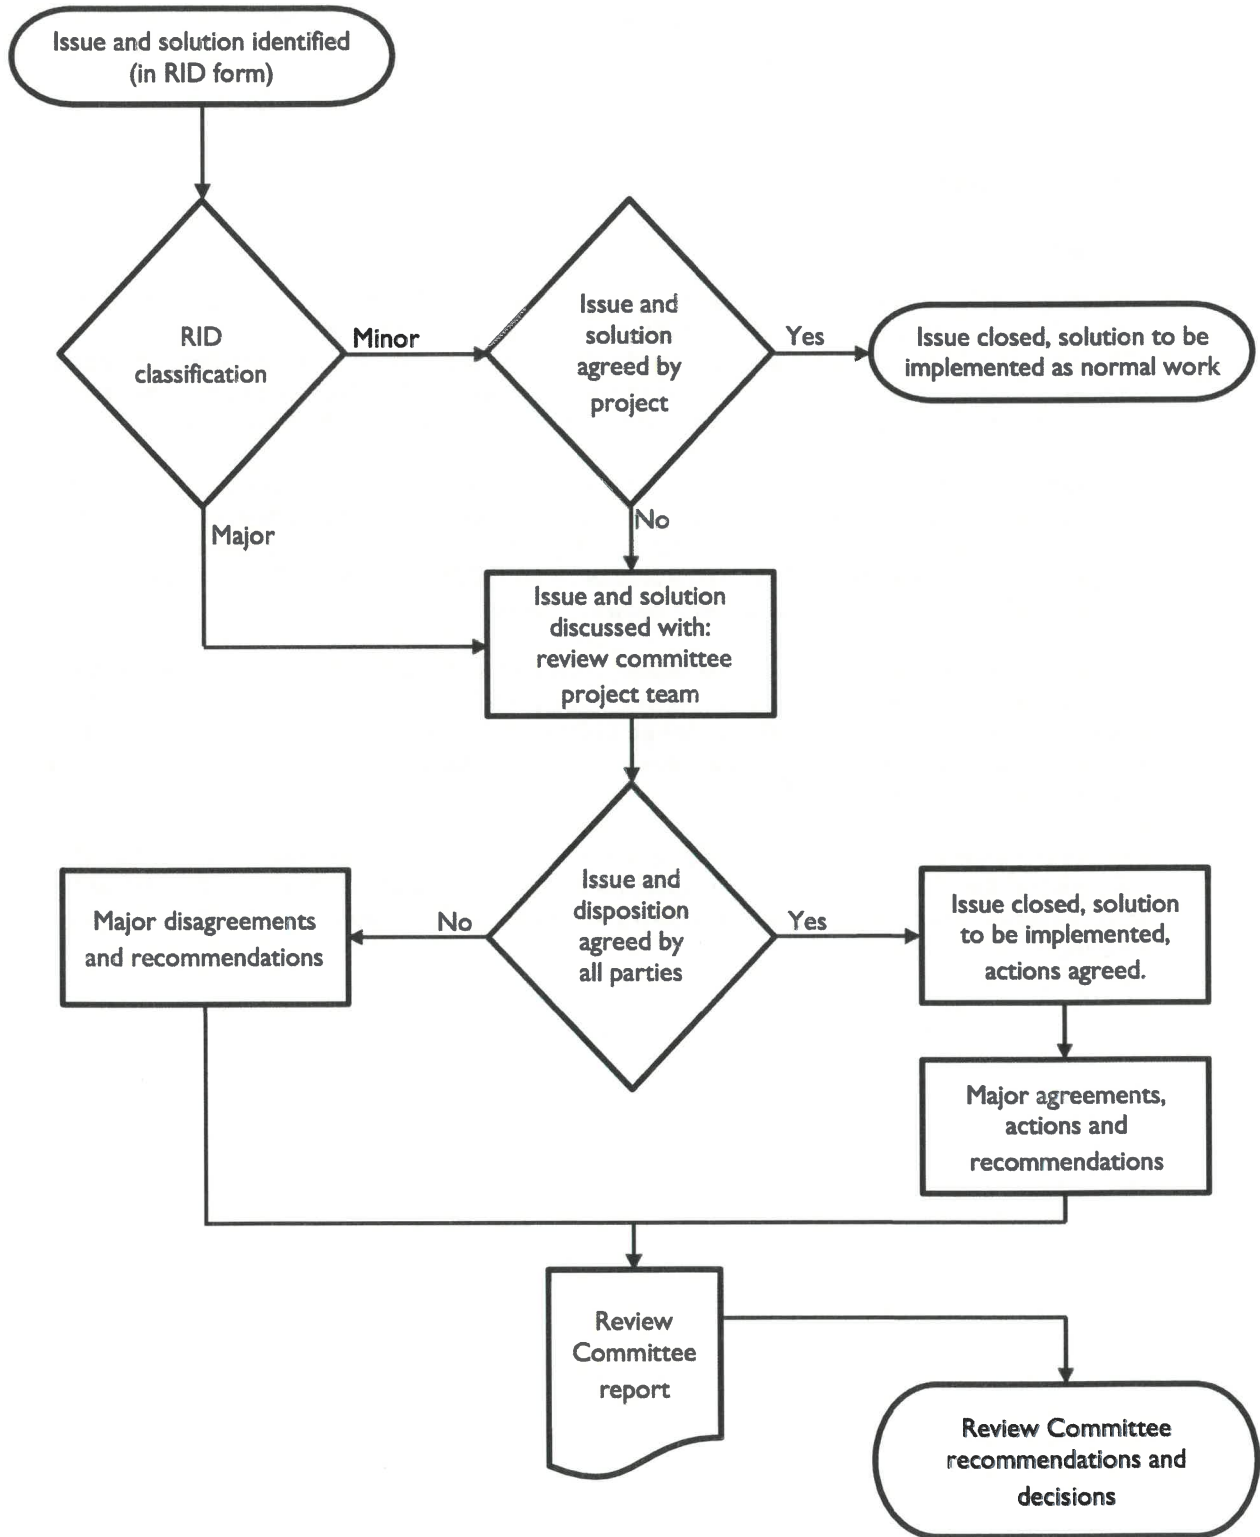 Issue and solution identified
(in RID form)
RID
classification
Minor
Issue and
solution
agreed by
project
Yes
Issue closed, solution to be
implemented as normal work
Major
No
Issue and solution
discussed with:
review committee
project team
Issue and
disposition
agreed by
all parties
No
Major disagreements
and recommendations
Yes
Issue closed, solution
to be implemented,
actions agreed.
Major agreements,
actions and
recommendations
Review
Committee
report
Review Committee
recommendations and
decisions